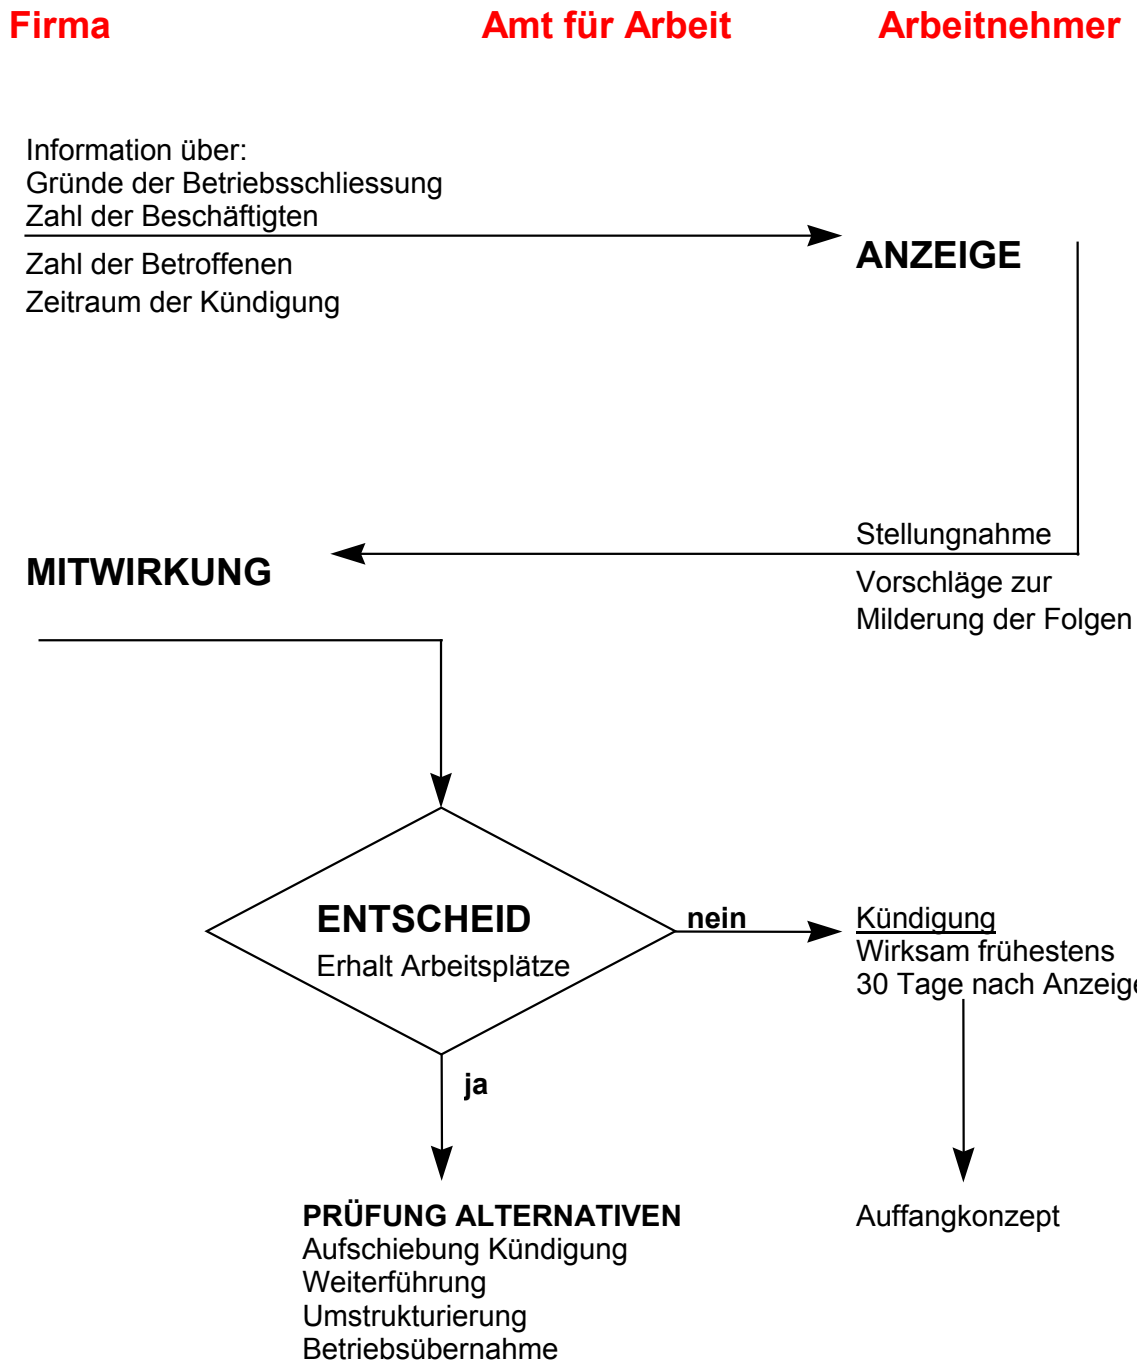 Firma Amt für Arbeit Arbeitnehmer
Information über:
Gründe der Betriebsschliessung
Zahl der Beschäftigten
Zahl der Betroffenen
Zeitraum der Kündigung
ANZEIGE
Stellungnahme
Vorschläge zur
Milderung der Folgen
MITWIRKUNG
ENTSCHEID
Erhalt Arbeitsplätze
nein
Kündigung
Wirksam frühestens
30 Tage nach Anzeige
ja
PRÜFUNG ALTERNATIVEN
Aufschiebung Kündigung
Weiterführung
Umstrukturierung
Betriebsübernahme
Auffangkonzept